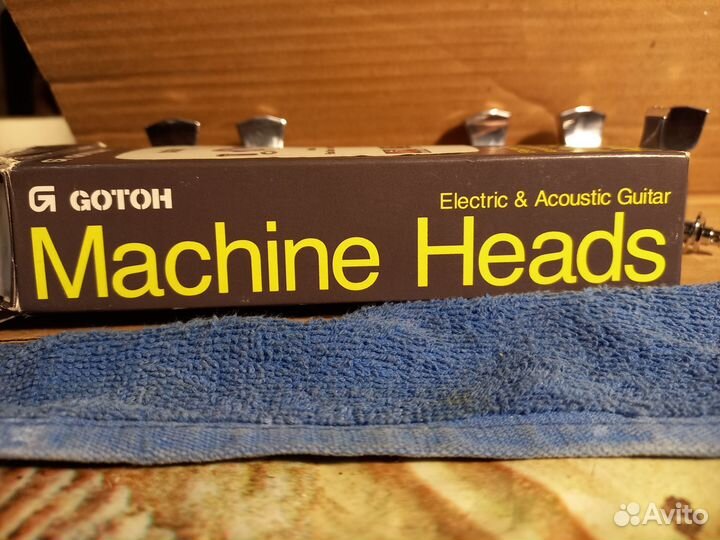 GOTOH
Electric & Acoustic Guitar
Machine Heads
Avito